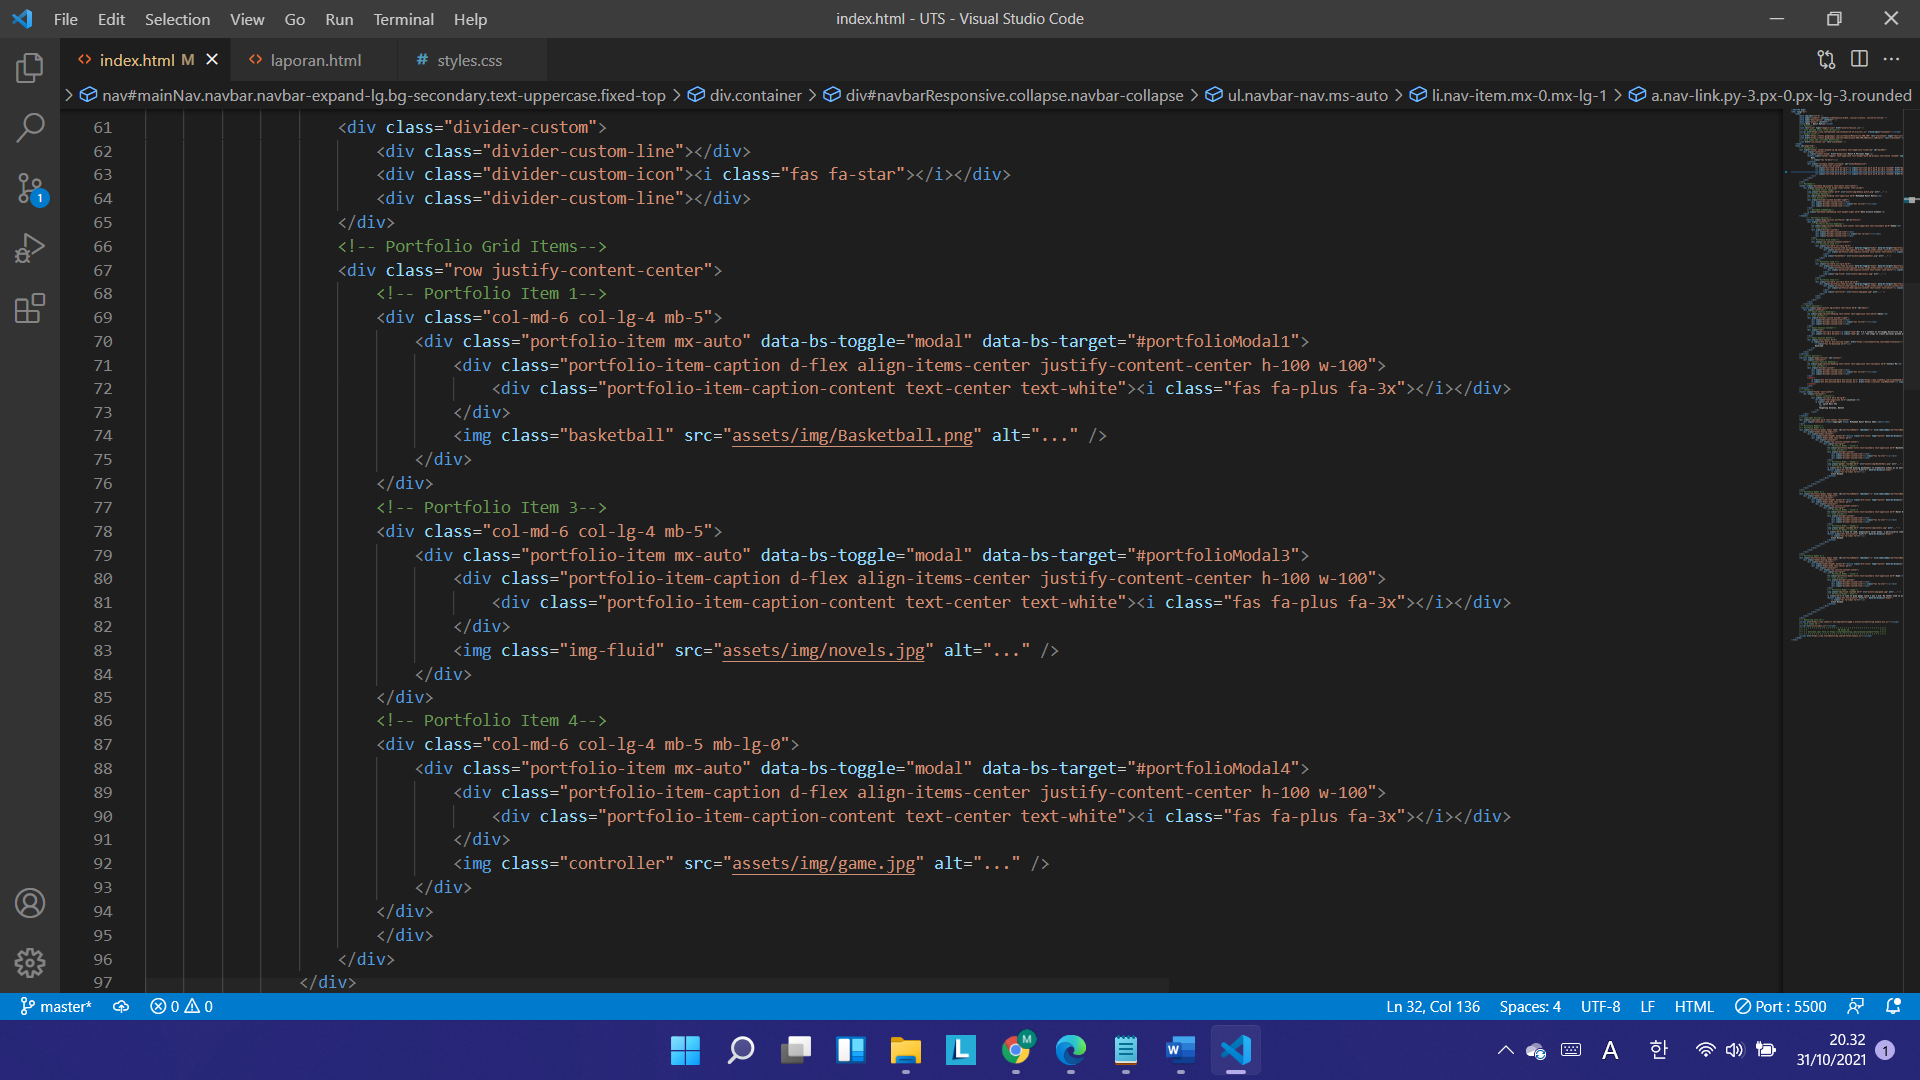 File Edit Selection View Go Run Terminal Help
index.html - UTS - Visual Studio Code
index.html M
laporan.html
# styles.css
nav#mainNav.navbar.navbar-expand-lg.bg-secondary.text-uppercase.fixed-top > div.container > div#navbarResponsive.collapse.navbar-collapse > ul.navbar-nav.ms-auto > li.nav-item.mx-0.mx-lg-1 > a.nav-link.py-3.px-0.px-lg-3.rounded
61 <div class="divider-custom">
62 <div class="divider-custom-line"></div>
63 <div class="divider-custom-icon"><i class="fas fa-star"></i></div>
64 <div class="divider-custom-line"></div>
65 </div>
66 <!-- Portfolio Grid Items-->
67 <div class="row justify-content-center">
68 <!-- Portfolio Item 1-->
69 <div class="col-md-6 col-lg-4 mb-5">
70 <div class="portfolio-item mx-auto" data-bs-toggle="modal" data-bs-target="#portfolioModal1">
71 <div class="portfolio-item-caption d-flex align-items-center justify-content-center h-100 w-100">
72 <div class="portfolio-item-caption-content text-center text-white"><i class="fas fa-plus fa-3x"></i></div>
73 </div>
74 <img class="basketball" src="assets/img/Basketball.png" alt="..." />
75 </div>
76 </div>
77 <!-- Portfolio Item 3-->
78 <div class="col-md-6 col-lg-4 mb-5">
79 <div class="portfolio-item mx-auto" data-bs-toggle="modal" data-bs-target="#portfolioModal3">
80 <div class="portfolio-item-caption d-flex align-items-center justify-content-center h-100 w-100">
81 <div class="portfolio-item-caption-content text-center text-white"><i class="fas fa-plus fa-3x"></i></div>
82 </div>
83 <img class="img-fluid" src="assets/img/novels.jpg" alt="..." />
84 </div>
85 </div>
86 <!-- Portfolio Item 4-->
87 <div class="col-md-6 col-lg-4 mb-5 mb-lg-0">
88 <div class="portfolio-item mx-auto" data-bs-toggle="modal" data-bs-target="#portfolioModal4">
89 <div class="portfolio-item-caption d-flex align-items-center justify-content-center h-100 w-100">
90 <div class="portfolio-item-caption-content text-center text-white"><i class="fas fa-plus fa-3x"></i></div>
91 </div>
92 <img class="controller" src="assets/img/game.jpg" alt="..." />
93 </div>
94 </div>
95 </div>
96 </div>
97 </div>
1
master* 0 0
Ln 32, Col 136 Spaces: 4 UTF-8 LF HTML Port : 5500
L M W
A 한
20.32
31/10/2021 1